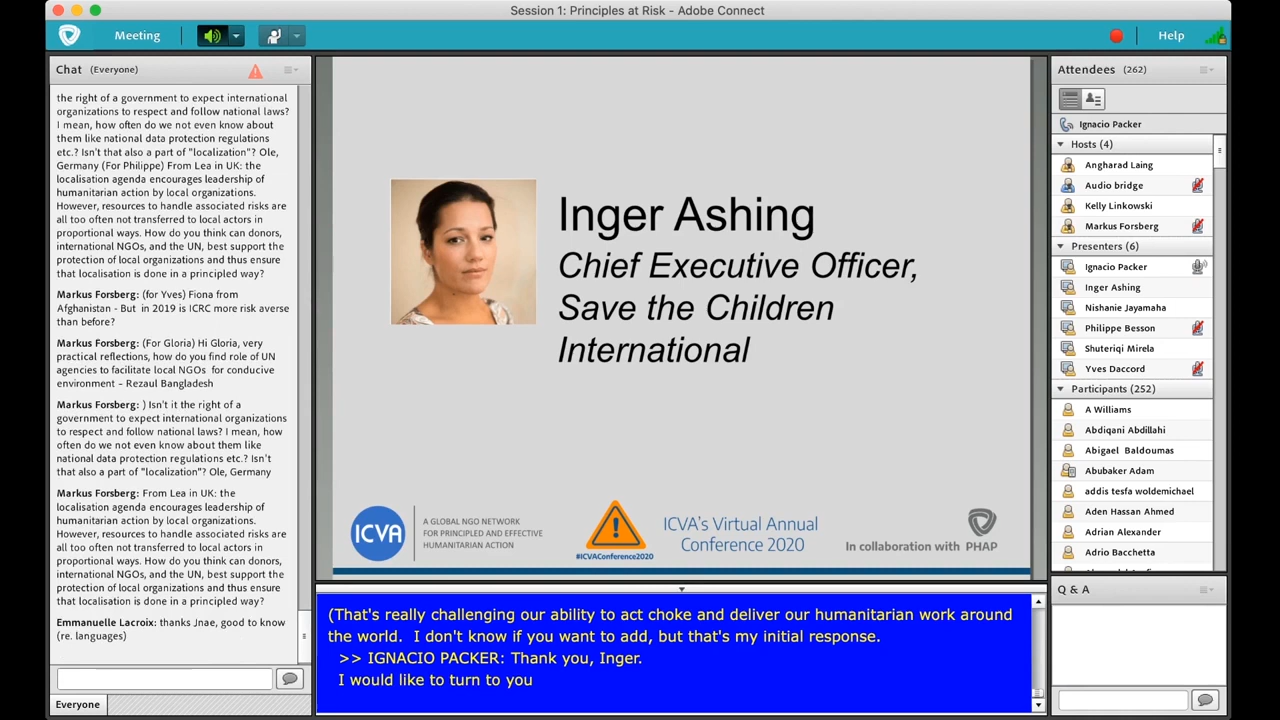 Session 1: Principles at Risk - Adobe Connect
Meeting
Help
Chat (Everyone)
the right of a government to expect international
organizations to respect and follow national laws?
I mean, how often do we not even know about
them like national data protection regulations
etc.? Isn't that also a part of "localization"? Ole,
Germany (For Philippe) From Lea in UK: the
localisation agenda encourages leadership of
humanitarian action by local organizations.
However, resources to handle associated risks are
all too often not transferred to local actors in
proportional ways. How do you think can donors,
international NGOs, and the UN, best support the
protection of local organizations and thus ensure
that localisation is done in a principled way?
Markus Forsberg: (for Yves) Fiona from
Afghanistan - But in 2019 is ICRC more risk averse
than before?
Markus Forsberg: (For Gloria) Hi Gloria, very
practical reflections, how do you find role of UN
agencies to facilitate local NGOs for conducive
environment - Rezaul Bangladesh
Markus Forsberg: ) Isn't it the right of a
government to expect international organizations
to respect and follow national laws? I mean, how
often do we not even know about them like
national data protection regulations etc.? Isn't
that also a part of "localization"? Ole, Germany
Markus Forsberg: From Lea in UK: the
localisation agenda encourages leadership of
humanitarian action by local organizations.
However, resources to handle associated risks are
all too often not transferred to local actors in
proportional ways. How do you think can donors,
international NGOs, and the UN, best support the
protection of local organizations and thus ensure
that localisation is done in a principled way?
Emmanuelle Lacroix: thanks Jnae, good to know
(re. languages)
Everyone
Inger Ashing
Chief Executive Officer,
Save the Children
International
ICVA
A GLOBAL NGO NETWORK
FOR PRINCIPLED AND EFFECTIVE
HUMANITARIAN ACTION
#ICVAConference2020
ICVA's Virtual Annual
Conference 2020
In collaboration with PHAP
(That's really challenging our ability to act choke and deliver our humanitarian work around
the world. I don't know if you want to add, but that's my initial response.
>> IGNACIO PACKER: Thank you, Inger.
I would like to turn to you
Attendees (262)
Ignacio Packer
Hosts (4)
Angharad Laing
Audio bridge
Kelly Linkowski
Markus Forsberg
Presenters (6)
Ignacio Packer
Inger Ashing
Nishanie Jayamaha
Philippe Besson
Shuteriqi Mirela
Yves Daccord
Participants (252)
A Williams
Abdiqani Abdillahi
Abigael Baldoumas
Abubaker Adam
addis tesfa woldemichael
Aden Hassan Ahmed
Adrian Alexander
Adrio Bacchetta
Q & A